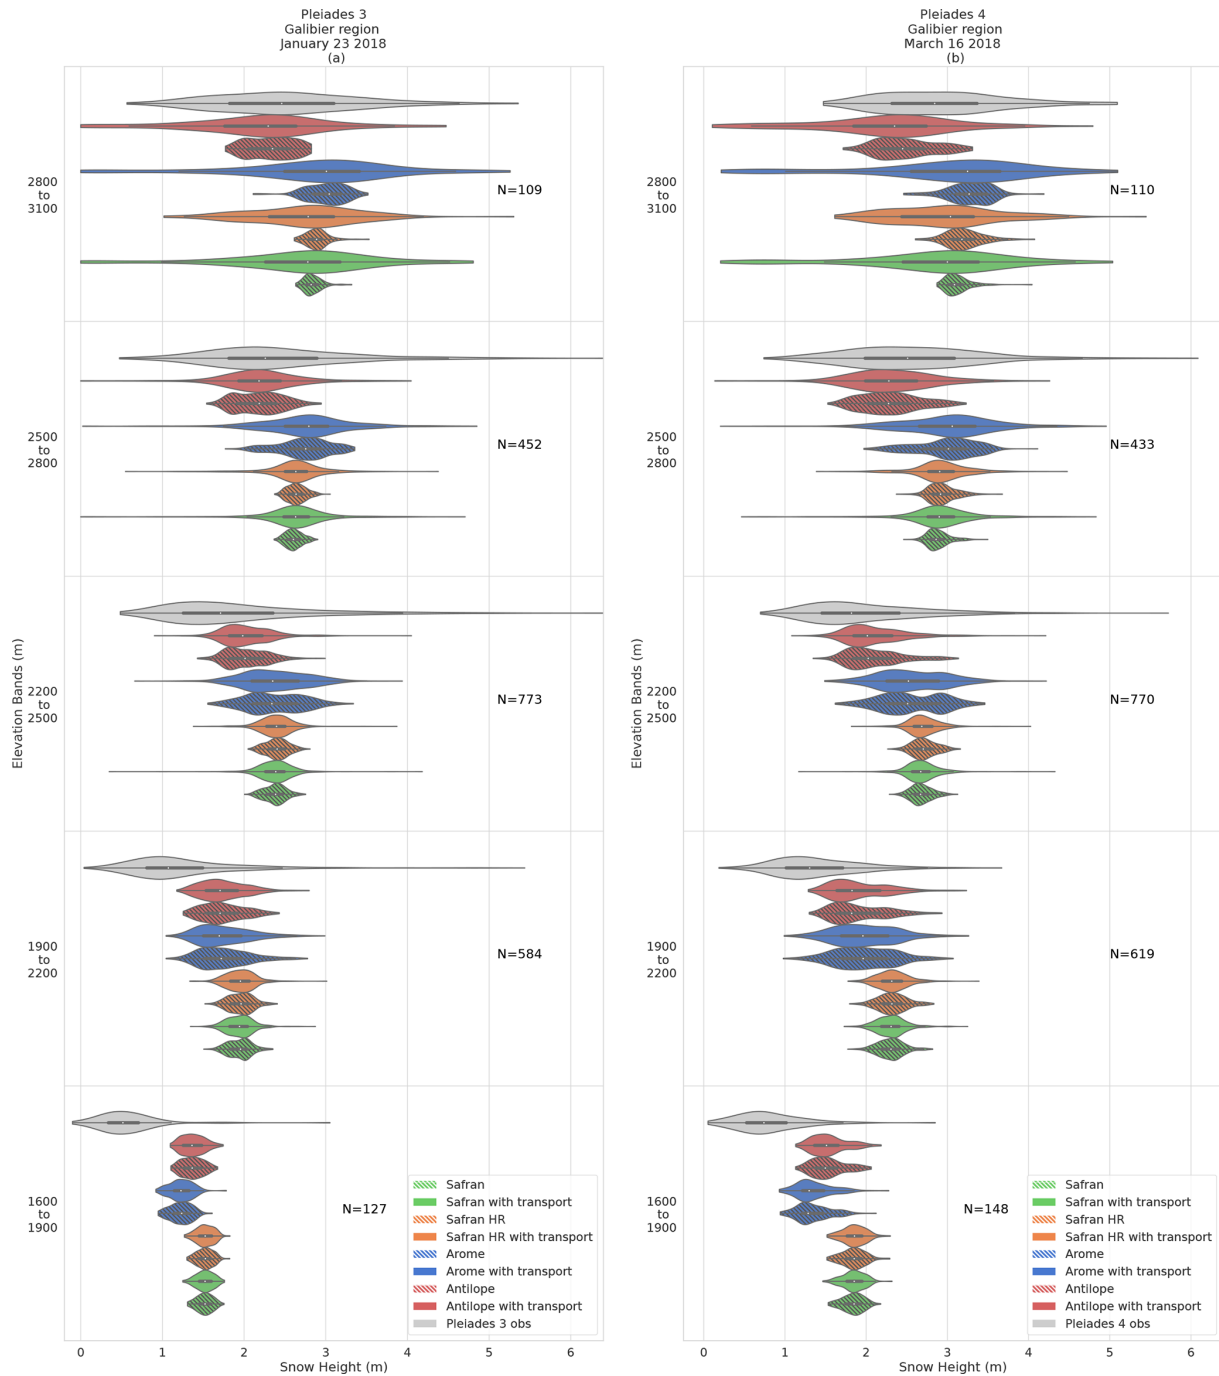 Pleiades 3
Galibier region
January 23 2018
(a)
Elevation Bands (m)
2800
to
3100
N=109
2500
to
2800
N=452
2200
to
2500
N=773
1900
to
2200
N=584
1600
to
1900
N=127
Safran
Safran with transport
Safran HR
Safran HR with transport
Arome
Arome with transport
Antilope
Antilope with transport
Pleiades 3 obs
0 1 2 3 4 5 6
Snow Height (m)
Pleiades 4
Galibier region
March 16 2018
(b)
Elevation Bands (m)
2800
to
3100
N=110
2500
to
2800
N=433
2200
to
2500
N=770
1900
to
2200
N=619
1600
to
1900
N=148
Safran
Safran with transport
Safran HR
Safran HR with transport
Arome
Arome with transport
Antilope
Antilope with transport
Pleiades 4 obs
0 1 2 3 4 5 6
Snow Height (m)